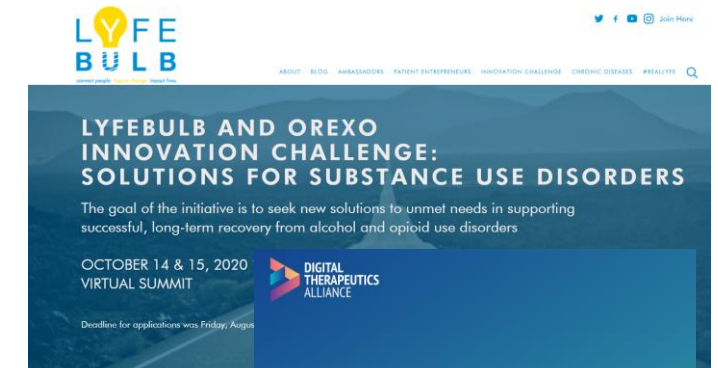 LYFE
BULB
connect people inspire change impact lives
Join Here
ABOUT BLOG AMBASSADORS PATIENT ENTREPRENEURS INNOVATION CHALLENGE CHRONIC DISEASES #REALLYFE
LYFEBULB AND OREXO
INNOVATION CHALLENGE:
SOLUTIONS FOR SUBSTANCE USE DISORDERS
The goal of the initiative is to seek new solutions to unmet needs in supporting
successful, long-term recovery from alcohol and opioid use disorders
OCTOBER 14 & 15, 2020
VIRTUAL SUMMIT
Deadline for applications was Friday, Augus
DIGITAL
THERAPEUTICS
ALLIANCE